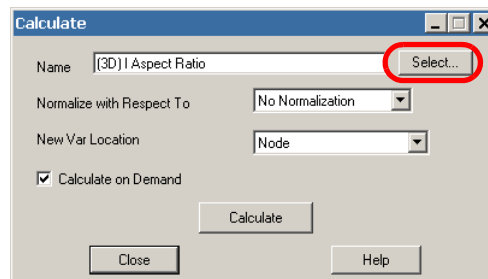 Calculate
Name (3D) I Aspect Ratio Select...
Normalize with Respect To No Normalization
New Var Location Node
Calculate on Demand
Calculate
Close Help